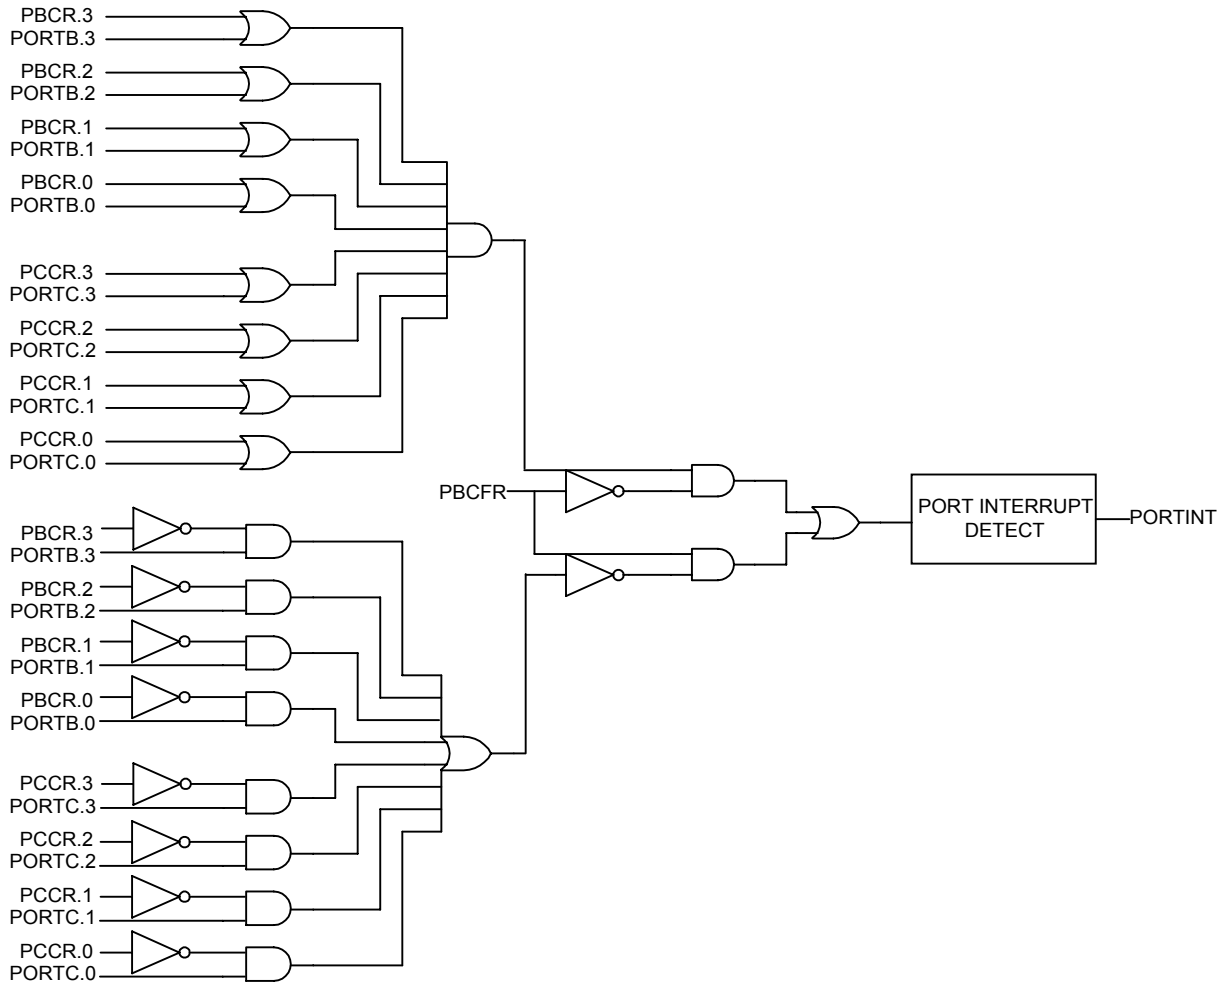 PBCR.3
PORTB.3
PBCR.2
PORTB.2
PBCR.1
PORTB.1
PBCR.0
PORTB.0
PCCR.3
PORTC.3
PCCR.2
PORTC.2
PCCR.1
PORTC.1
PCCR.0
PORTC.0
PBCFR
PORT INTERRUPT
DETECT
PORTINT
PBCR.3
PORTB.3
PBCR.2
PORTB.2
PBCR.1
PORTB.1
PBCR.0
PORTB.0
PCCR.3
PORTC.3
PCCR.2
PORTC.2
PCCR.1
PORTC.1
PCCR.0
PORTC.0